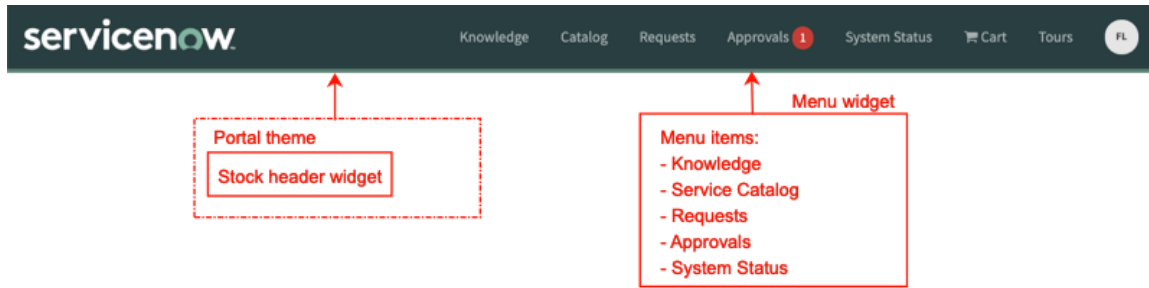 servicenow.
Knowledge Catalog Requests Approvals 1 System Status Cart Tours FL
Menu widget
Portal theme
Stock header widget
Menu items:
- Knowledge
- Service Catalog
- Requests
- Approvals
- System Status